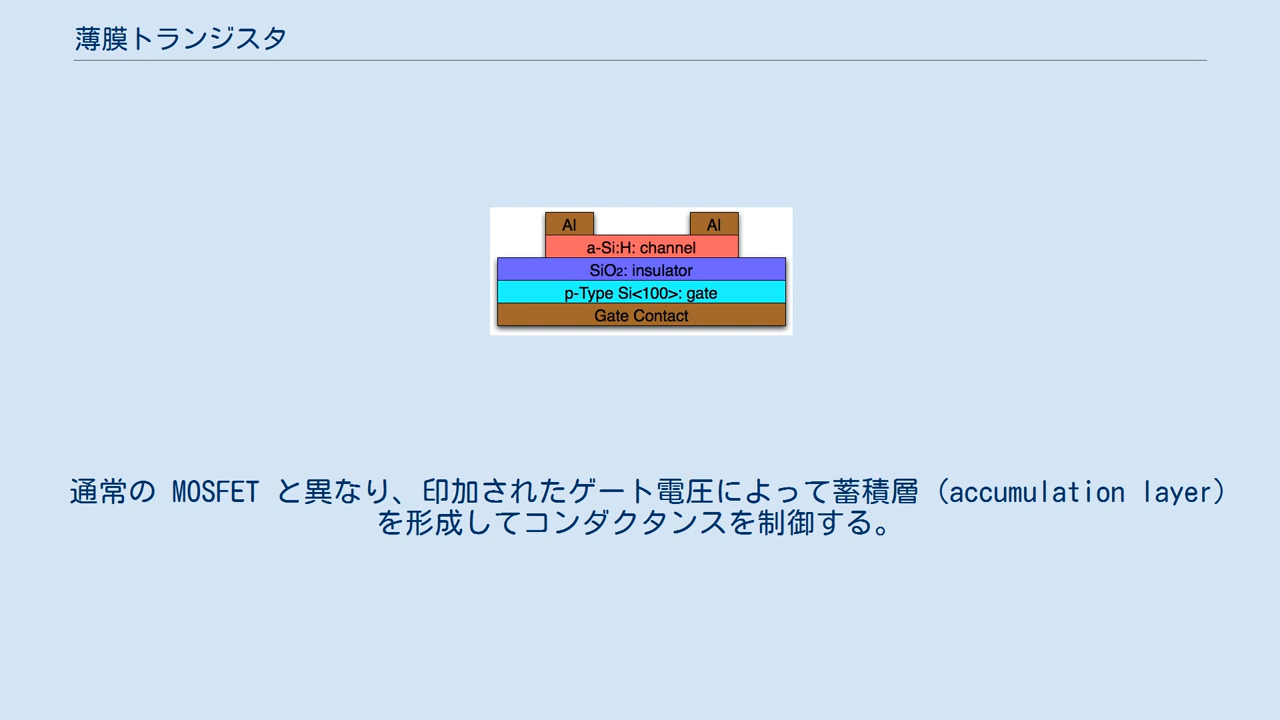 薄膜トランジスタ
Al Al
a-Si:H: channel
SiO2: insulator
p-Type Si<100>: gate
Gate Contact
通常の MOSFET と異なり、印加されたゲート電圧によって蓄積層 (accumulation layer)
を形成してコンダクタンスを制御する。